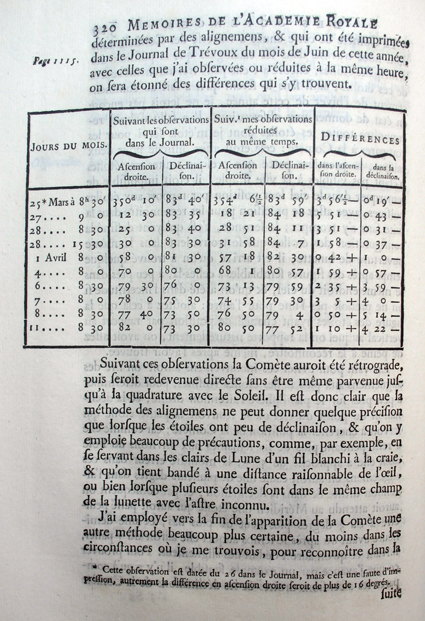 320 MEMOIRES DE L'ACADEMIE ROYALE
déterminées par des alignemens, & qui ont été imprimées
Page 1115. dans le Journal de Trévoux du mois de Juin de cette année,
avec celles que j'ai observées ou réduites à la même heure,
on sera étonné des différences qui s'y trouvent.
JOURS DU MOIS. Suivant les observations qui sont dans le Journal. Suiv.t mes observations réduites au même temps. DIFFÉRENCES
Ascension droite. Déclinaison. Ascension droite. Déclinaison. dans l'ascension droite. dans la déclinaison.
25* Mars à 8h 30' 350d 10' 83d 40' 354d 6½ 83d 59' 3d 56½ — 0d 19' —
27.... 9 0 12 30 83 35 18 21 84 18 5 51 — 0 43 —
28.... 8 30 25 0 83 40 28 51 84 11 3 51 — 0 31 —
28.... 15 30 30 0 83 30 31 58 84 7 1 58 — 0 37 —
1 Avril 8 0 58 0 81 30 57 18 82 30 0 42 + 1 0 —
4.... 8 0 70 0 80 0 68 1 80 57 1 59 + 0 57 —
6.... 8 30 79 30 76 0 73 13 79 59 2 35 + 3 59 —
7.... 8 0 78 0 75 30 74 55 79 30 3 5 + 4 0 —
8.... 8 30 77 40 73 50 76 50 79 4 0 50 + 5 14 —
11.... 8 30 82 0 73 30 80 50 77 52 1 10 + 4 22 —
Suivant ces observations la Comète auroit été rétrograde,
puis seroit redevenue directe sans être même parvenue jus-
qu'à la quadrature avec le Soleil. Il est donc clair que la
méthode des alignemens ne peut donner quelque précision
que lorsque les étoiles ont peu de déclinaison, & qu'on y
emploie beaucoup de précautions, comme, par exemple, en
se servant dans les clairs de Lune d'un fil blanchi à la craie,
& qu'on tient bandé à une distance raisonnable de l'œil,
ou bien lorsque plusieurs étoiles sont dans le même champ
de la lunette avec l'astre inconnu.
J'ai employé vers la fin de l'apparition de la Comète une
autre méthode beaucoup plus certaine, du moins dans les
circonstances où je me trouvois, pour reconnoître dans la
* Cette observation est datée du 26 dans le Journal, mais c'est une faute d'im-
pression, autrement la différence en ascension droite seroit de plus de 16 degrés.
suite